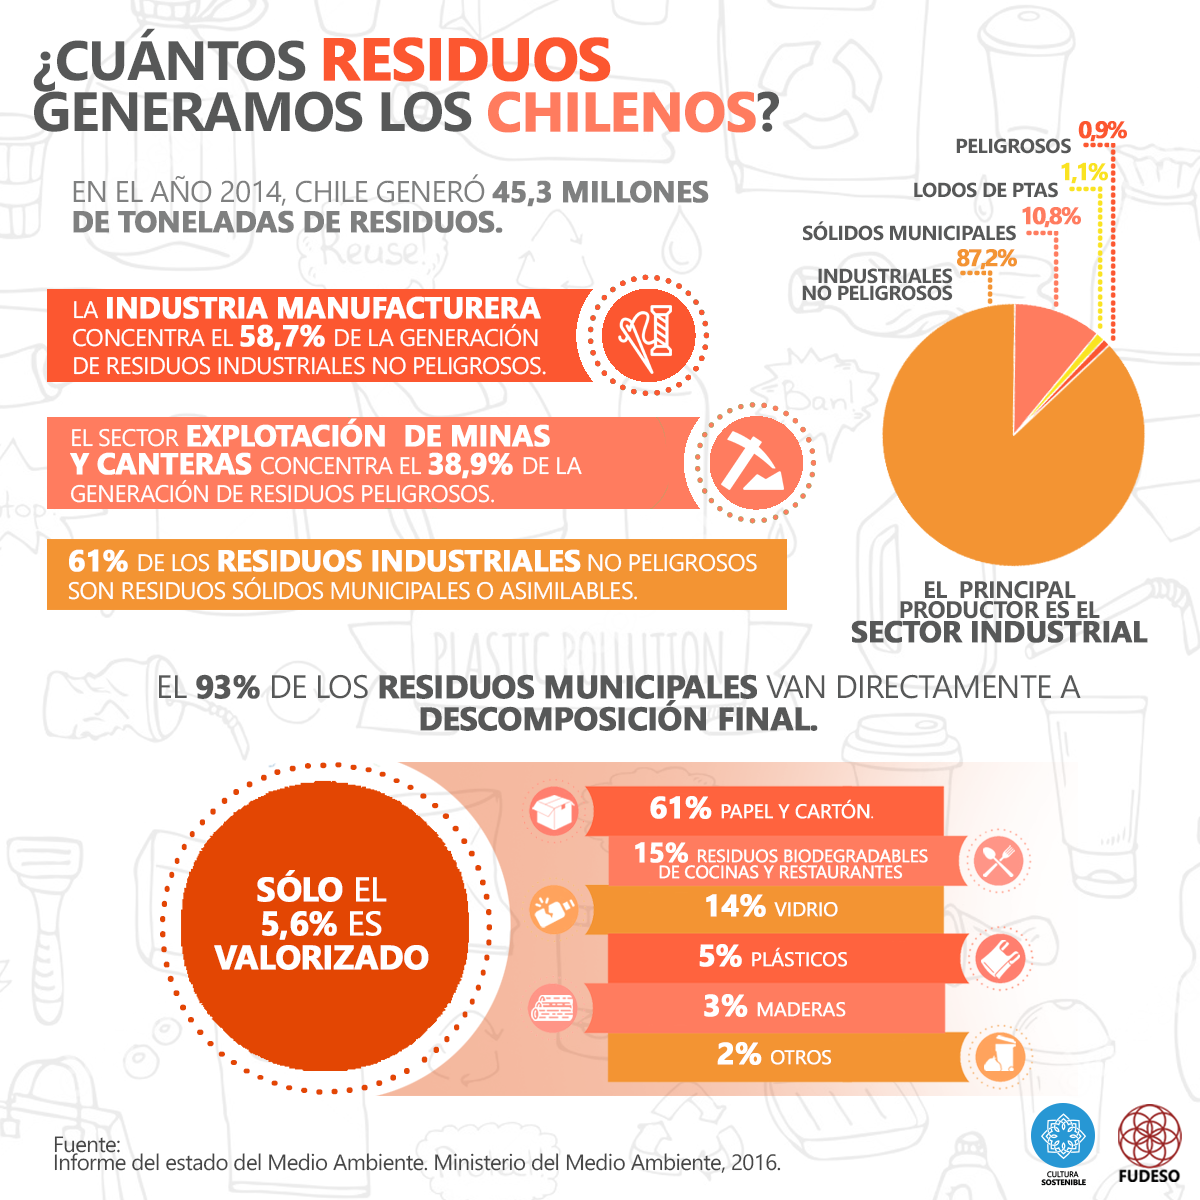 ¿CUÁNTOS RESIDUOS
GENERAMOS LOS CHILENOS?
EN EL AÑO 2014, CHILE GENERÓ 45,3 MILLONES
DE TONELADAS DE RESIDUOS.
LA INDUSTRIA MANUFACTURERA
CONCENTRA EL 58,7% DE LA GENERACIÓN
DE RESIDUOS INDUSTRIALES NO PELIGROSOS.
EL SECTOR EXPLOTACIÓN DE MINAS
Y CANTERAS CONCENTRA EL 38,9% DE LA
GENERACIÓN DE RESIDUOS PELIGROSOS.
61% DE LOS RESIDUOS INDUSTRIALES NO PELIGROSOS
SON RESIDUOS SÓLIDOS MUNICIPALES O ASIMILABLES.
0,9%
PELIGROSOS
1,1%
LODOS DE PTAS
10,8%
SÓLIDOS MUNICIPALES
87,2%
INDUSTRIALES
NO PELIGROSOS
EL PRINCIPAL
PRODUCTOR ES EL
SECTOR INDUSTRIAL
Reuse!
Ban!
top
PLASTIC POLLUTION
EL 93% DE LOS RESIDUOS MUNICIPALES VAN DIRECTAMENTE A
DESCOMPOSICIÓN FINAL.
SÓLO EL
5,6% ES
VALORIZADO
61% PAPEL Y CARTÓN.
15% RESIDUOS BIODEGRADABLES
DE COCINAS Y RESTAURANTES
14% VIDRIO
5% PLÁSTICOS
3% MADERAS
2% OTROS
Fuente:
Informe del estado del Medio Ambiente. Ministerio del Medio Ambiente, 2016.
CULTURA
SOSTENIBLE
FUDESO